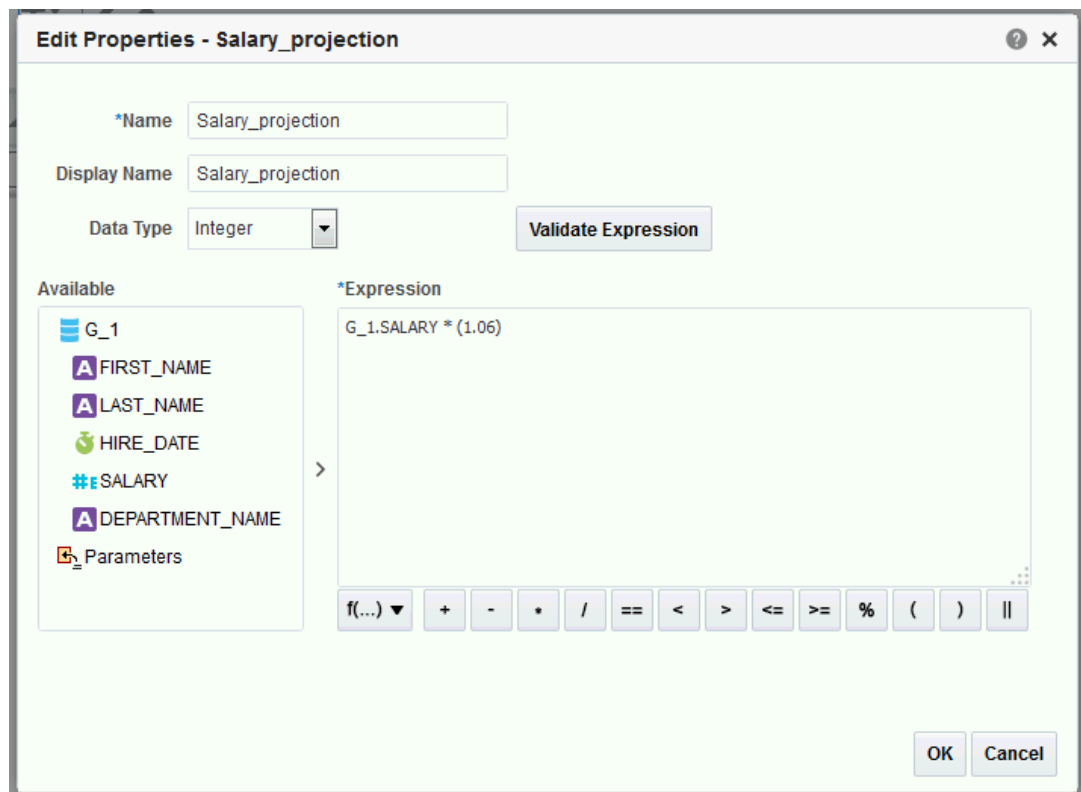 Edit Properties - Salary_projection
*Name Salary_projection
Display Name Salary_projection
Data Type Integer Validate Expression
Available *Expression
G_1 G_1.SALARY * (1.06)
A FIRST_NAME
A LAST_NAME
HIRE_DATE
#E SALARY
>
A DEPARTMENT_NAME
Parameters
f(...) + - * / == < > <= >= % ( ) ||
OK Cancel